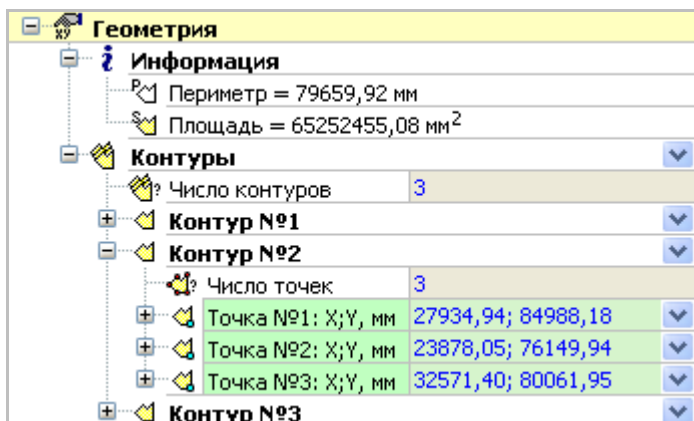 Геометрия
Информация
Периметр = 79659,92 мм
Площадь = 65252455,08 мм²
Контуры
Число контуров 3
Контур №1
Контур №2
Число точек 3
Точка №1: X;Y, мм 27934,94; 84988,18
Точка №2: X;Y, мм 23878,05; 76149,94
Точка №3: X;Y, мм 32571,40; 80061,95
Контур №3